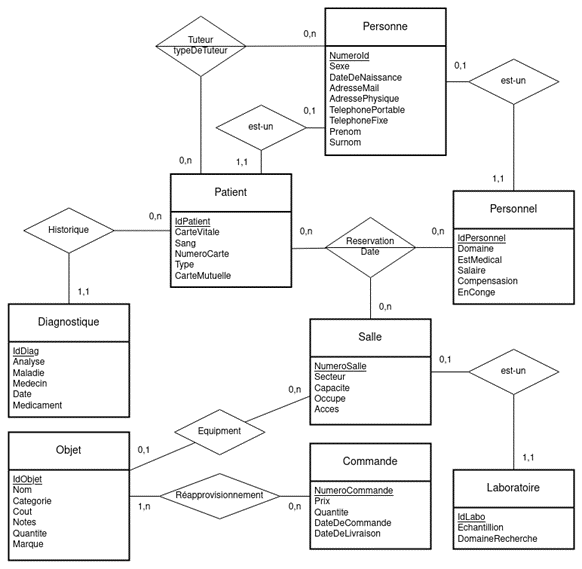 Personne
NumeroId
Sexe
DateDeNaissance
AdresseMail
AdressePhysique
TelephonePortable
TelephoneFixe
Prenom
Surnom
Tuteur
typeDeTuteur
0,n
0,n
est-un
0,1
1,1
est-un
0,1
1,1
Patient
IdPatient
CarteVitale
Sang
NumeroCarte
Type
CarteMutuelle
Personnel
IdPersonnel
Domaine
EstMedical
Salaire
Compensasion
EnConge
Historique
0,n
1,1
Reservation
Date
0,n
0,n
0,n
Diagnostique
IdDiag
Analyse
Maladie
Medecin
Date
Medicament
Salle
NumeroSalle
Secteur
Capacite
Occupe
Acces
est-un
0,1
1,1
Equipment
0,n
0,1
Objet
IdObjet
Nom
Categorie
Cout
Notes
Quantite
Marque
Réapprovisionnement
1,n
0,n
Commande
NumeroCommande
Prix
Quantite
DateDeCommande
DateDeLivraison
Laboratoire
IdLabo
Echantillion
DomaineRecherche